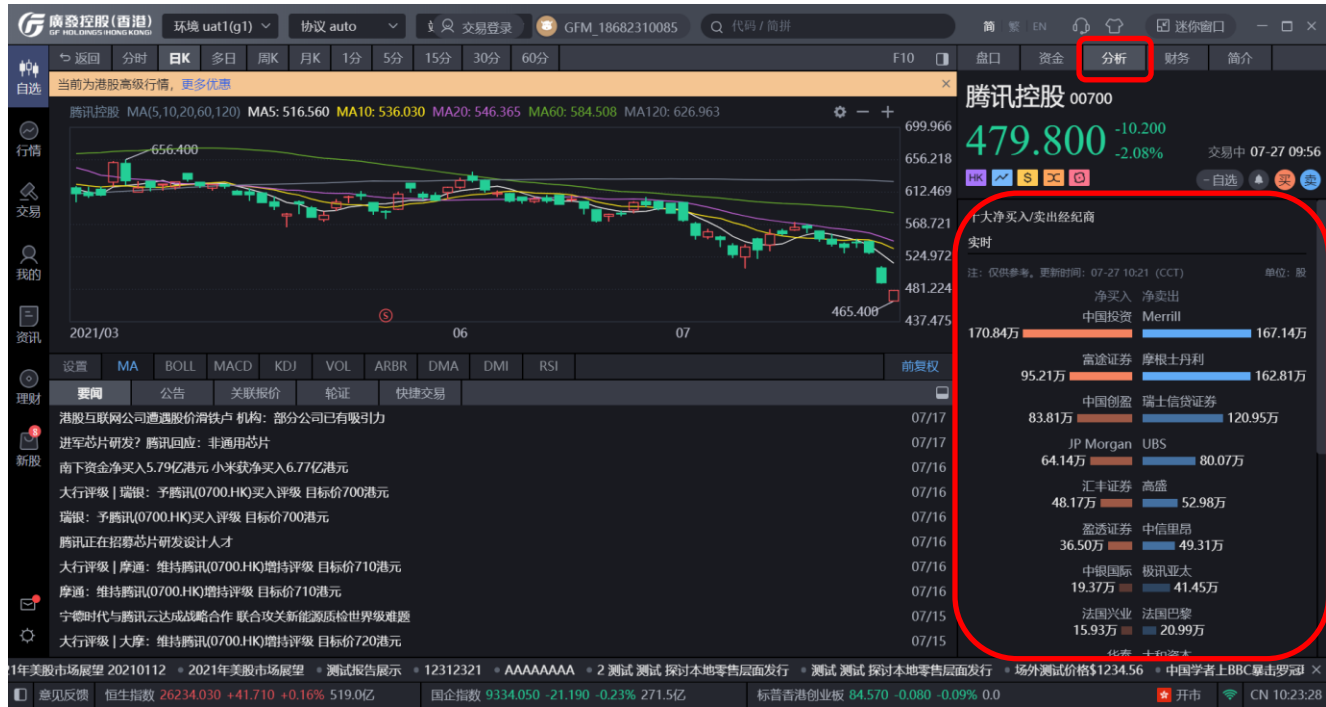 廣發控股(香港)
GF HOLDINGS (HONG KONG)
环境 uat1(g1)
协议 auto
交易登录
GFM_18682310085
代码 / 简拼
简 繁 EN
迷你窗口
自选
行情
交易
我的
资讯
理财
8
新股
返回 分时 日K 多日 周K 月K 1分 5分 15分 30分 60分 F10
当前为港股高级行情，更多优惠 ×
腾讯控股 MA(5,10,20,60,120) MA5: 516.560 MA10: 536.030 MA20: 546.365 MA60: 584.508 MA120: 626.963
699.966
656.400
656.218
612.469
568.721
524.972
481.224
465.400
437.475
S
2021/03 06 07
设置 MA BOLL MACD KDJ VOL ARBR DMA DMI RSI 前复权
要闻 公告 关联报价 轮证 快捷交易
港股互联网公司遭遇股价滑铁卢 机构：部分公司已有吸引力 07/17
进军芯片研发？腾讯回应：非通用芯片 07/17
南下资金净买入5.79亿港元 小米获净买入6.77亿港元 07/16
大行评级 | 瑞银：予腾讯(0700.HK)买入评级 目标价700港元 07/16
瑞银：予腾讯(0700.HK)买入评级 目标价700港元 07/16
腾讯正在招募芯片研发设计人才 07/16
大行评级 | 摩通：维持腾讯(0700.HK)增持评级 目标价710港元 07/16
摩通：维持腾讯(0700.HK)增持评级 目标价710港元 07/16
宁德时代与腾讯云达成战略合作 联合攻关新能源质检世界级难题 07/15
大行评级 | 大摩：维持腾讯(0700.HK)增持评级 目标价720港元 07/15
盘口 资金 分析 财务 简介
腾讯控股 00700
479.800 -10.200
-2.08% 交易中 07-27 09:56
HK $
-自选 买 卖
十大净买入/卖出经纪商
实时
注：仅供参考，更新时间：07-27 10:21 (CCT) 单位：股
净买入 净卖出
中国投资 Merrill
170.84万 167.14万
富途证券 摩根士丹利
95.21万 162.81万
中国创盈 瑞士信贷证券
83.81万 120.95万
JP Morgan UBS
64.14万 80.07万
汇丰证券 高盛
48.17万 52.98万
盈透证券 中信里昂
36.50万 49.31万
中银国际 极讯亚太
19.37万 41.45万
法国兴业 法国巴黎
15.93万 20.99万
1年美股市场展望 20210112 2021年美股市场展望 测试报告展示 12312321 AAAAAAAA 2 测试 测试 探讨本地零售层面发行 测试 测试 探讨本地零售层面发行 场外测试价格$1234.56 中国学者上BBC暴击罗冠
意见反馈 恒生指数 26234.030 +41.710 +0.16% 519.0亿 国企指数 9334.050 -21.190 -0.23% 271.5亿 标普香港创业板 84.570 -0.080 -0.09% 0.0 开市 CN 10:23:28